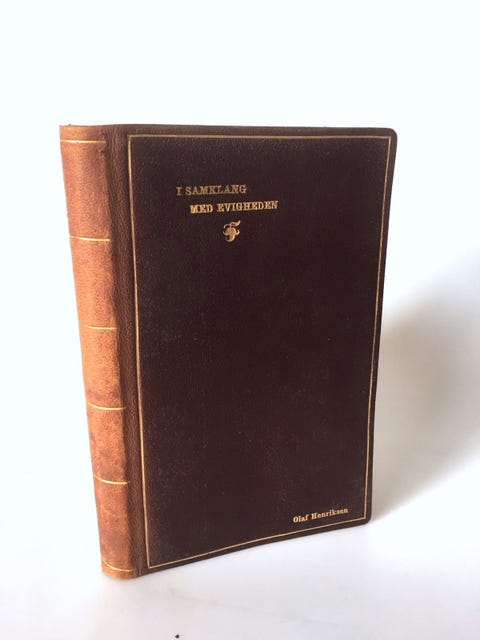 I SAMKLANG
MED EVIGHEDEN
Olaf Henriksen